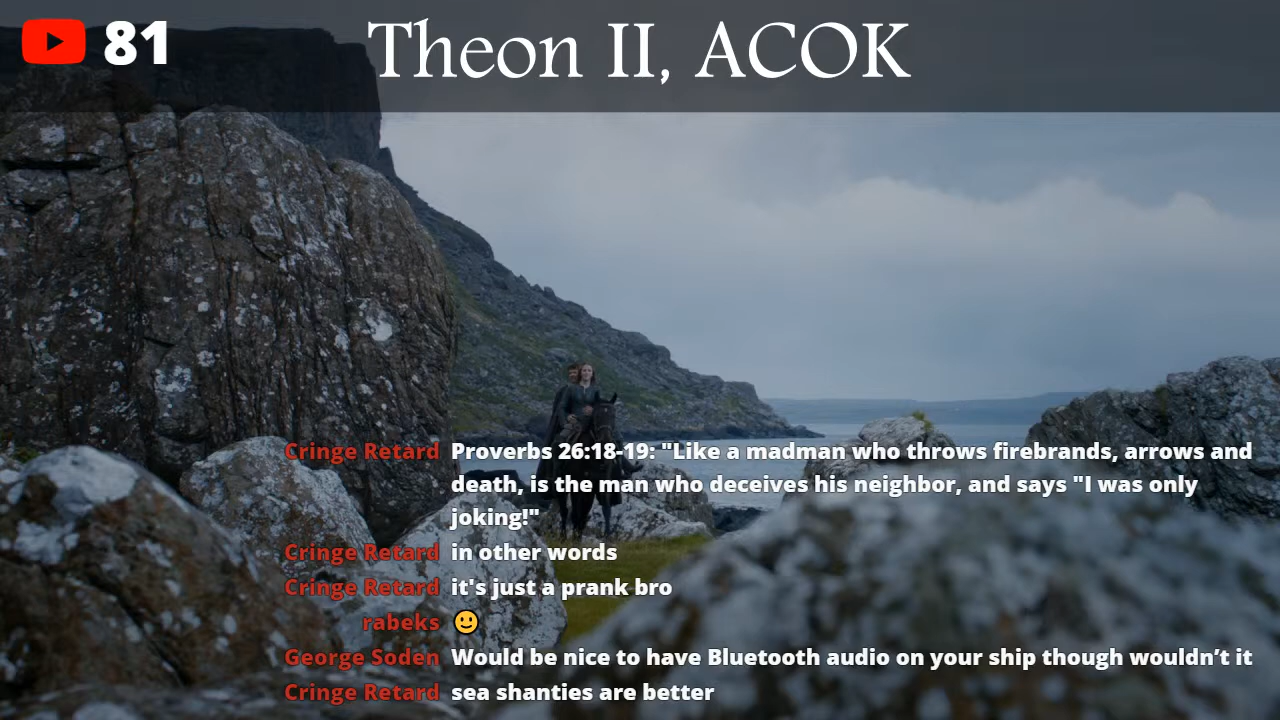 81
Theon II, ACOK
Cringe Retard Proverbs 26:18-19: "Like a madman who throws firebrands, arrows and
death, is the man who deceives his neighbor, and says "I was only
joking!"
Cringe Retard in other words
Cringe Retard it's just a prank bro
rabeks 🙂
George Soden Would be nice to have Bluetooth audio on your ship though wouldn’t it
Cringe Retard sea shanties are better